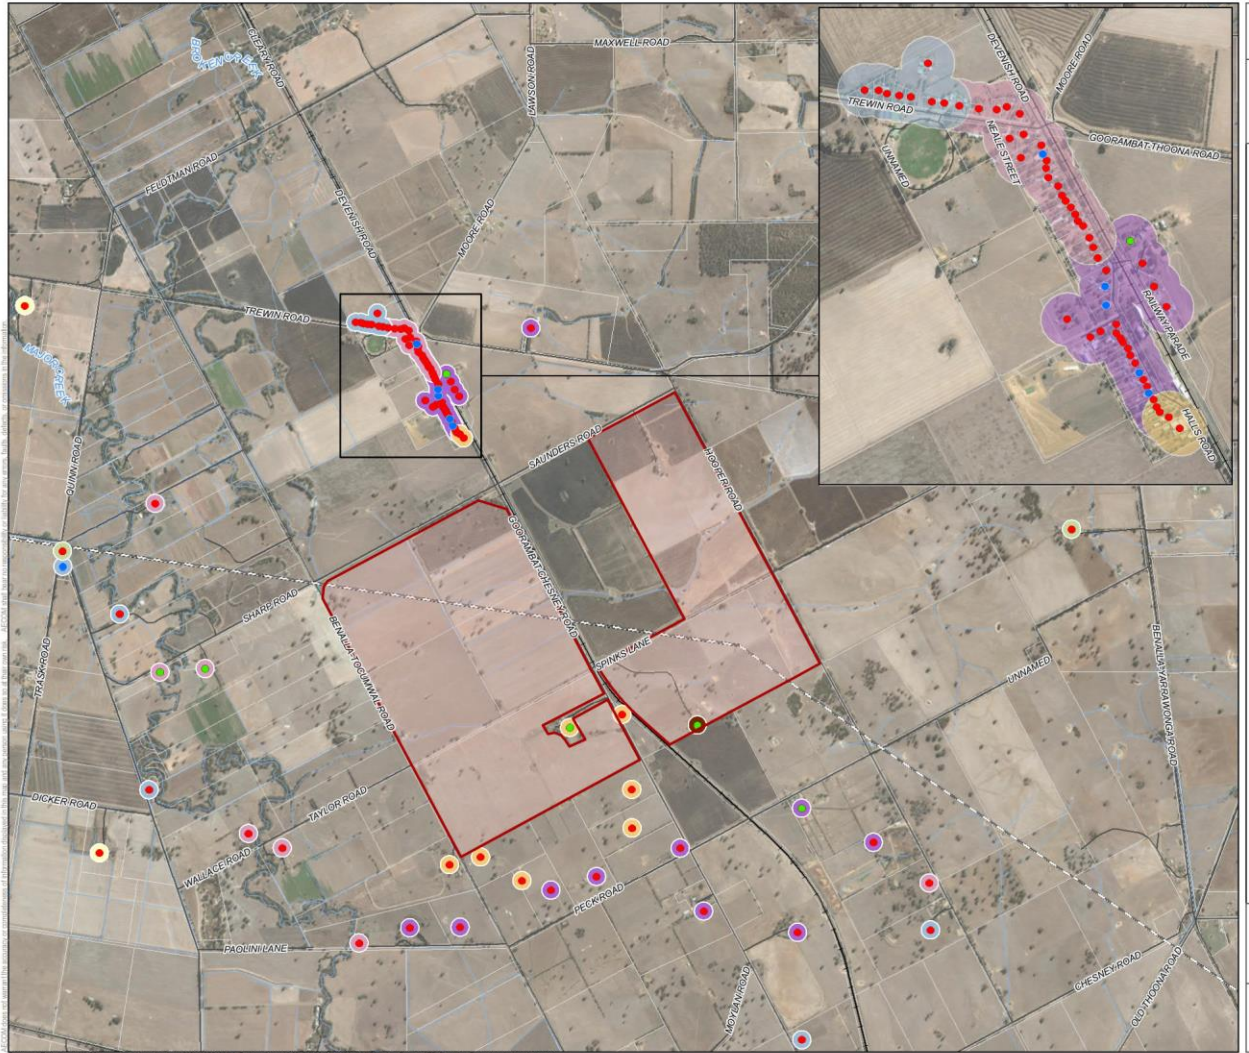 BROKEN CREEK
CLEARY ROAD
LAWSON ROAD
MAXWELL ROAD
FELDTMAN ROAD
DEVENISH ROAD
MOORE ROAD
TREWIN ROAD
MAJOR CREEK
QUINN ROAD
SAUNDERS ROAD
HOOPER ROAD
GOORAMBAT-CHESNEY ROAD
SHARP ROAD
BENALLA-TOCUMWAL ROAD
TRASK ROAD
SPINKS LANE
UNNAMED
BENALLA-YARRAWONGA ROAD
DICKER ROAD
TAYLOR ROAD
WALLACE ROAD
PECK ROAD
PAOLINI LANE
MOYLAN ROAD
CHESNEY ROAD
OLD THOONA ROAD
DEVENISH ROAD
MOORE ROAD
TREWIN ROAD
NEALE STREET
UNNAMED
GOORAMBAT-THOONA ROAD
RAILWAY PARADE
HALLS ROAD